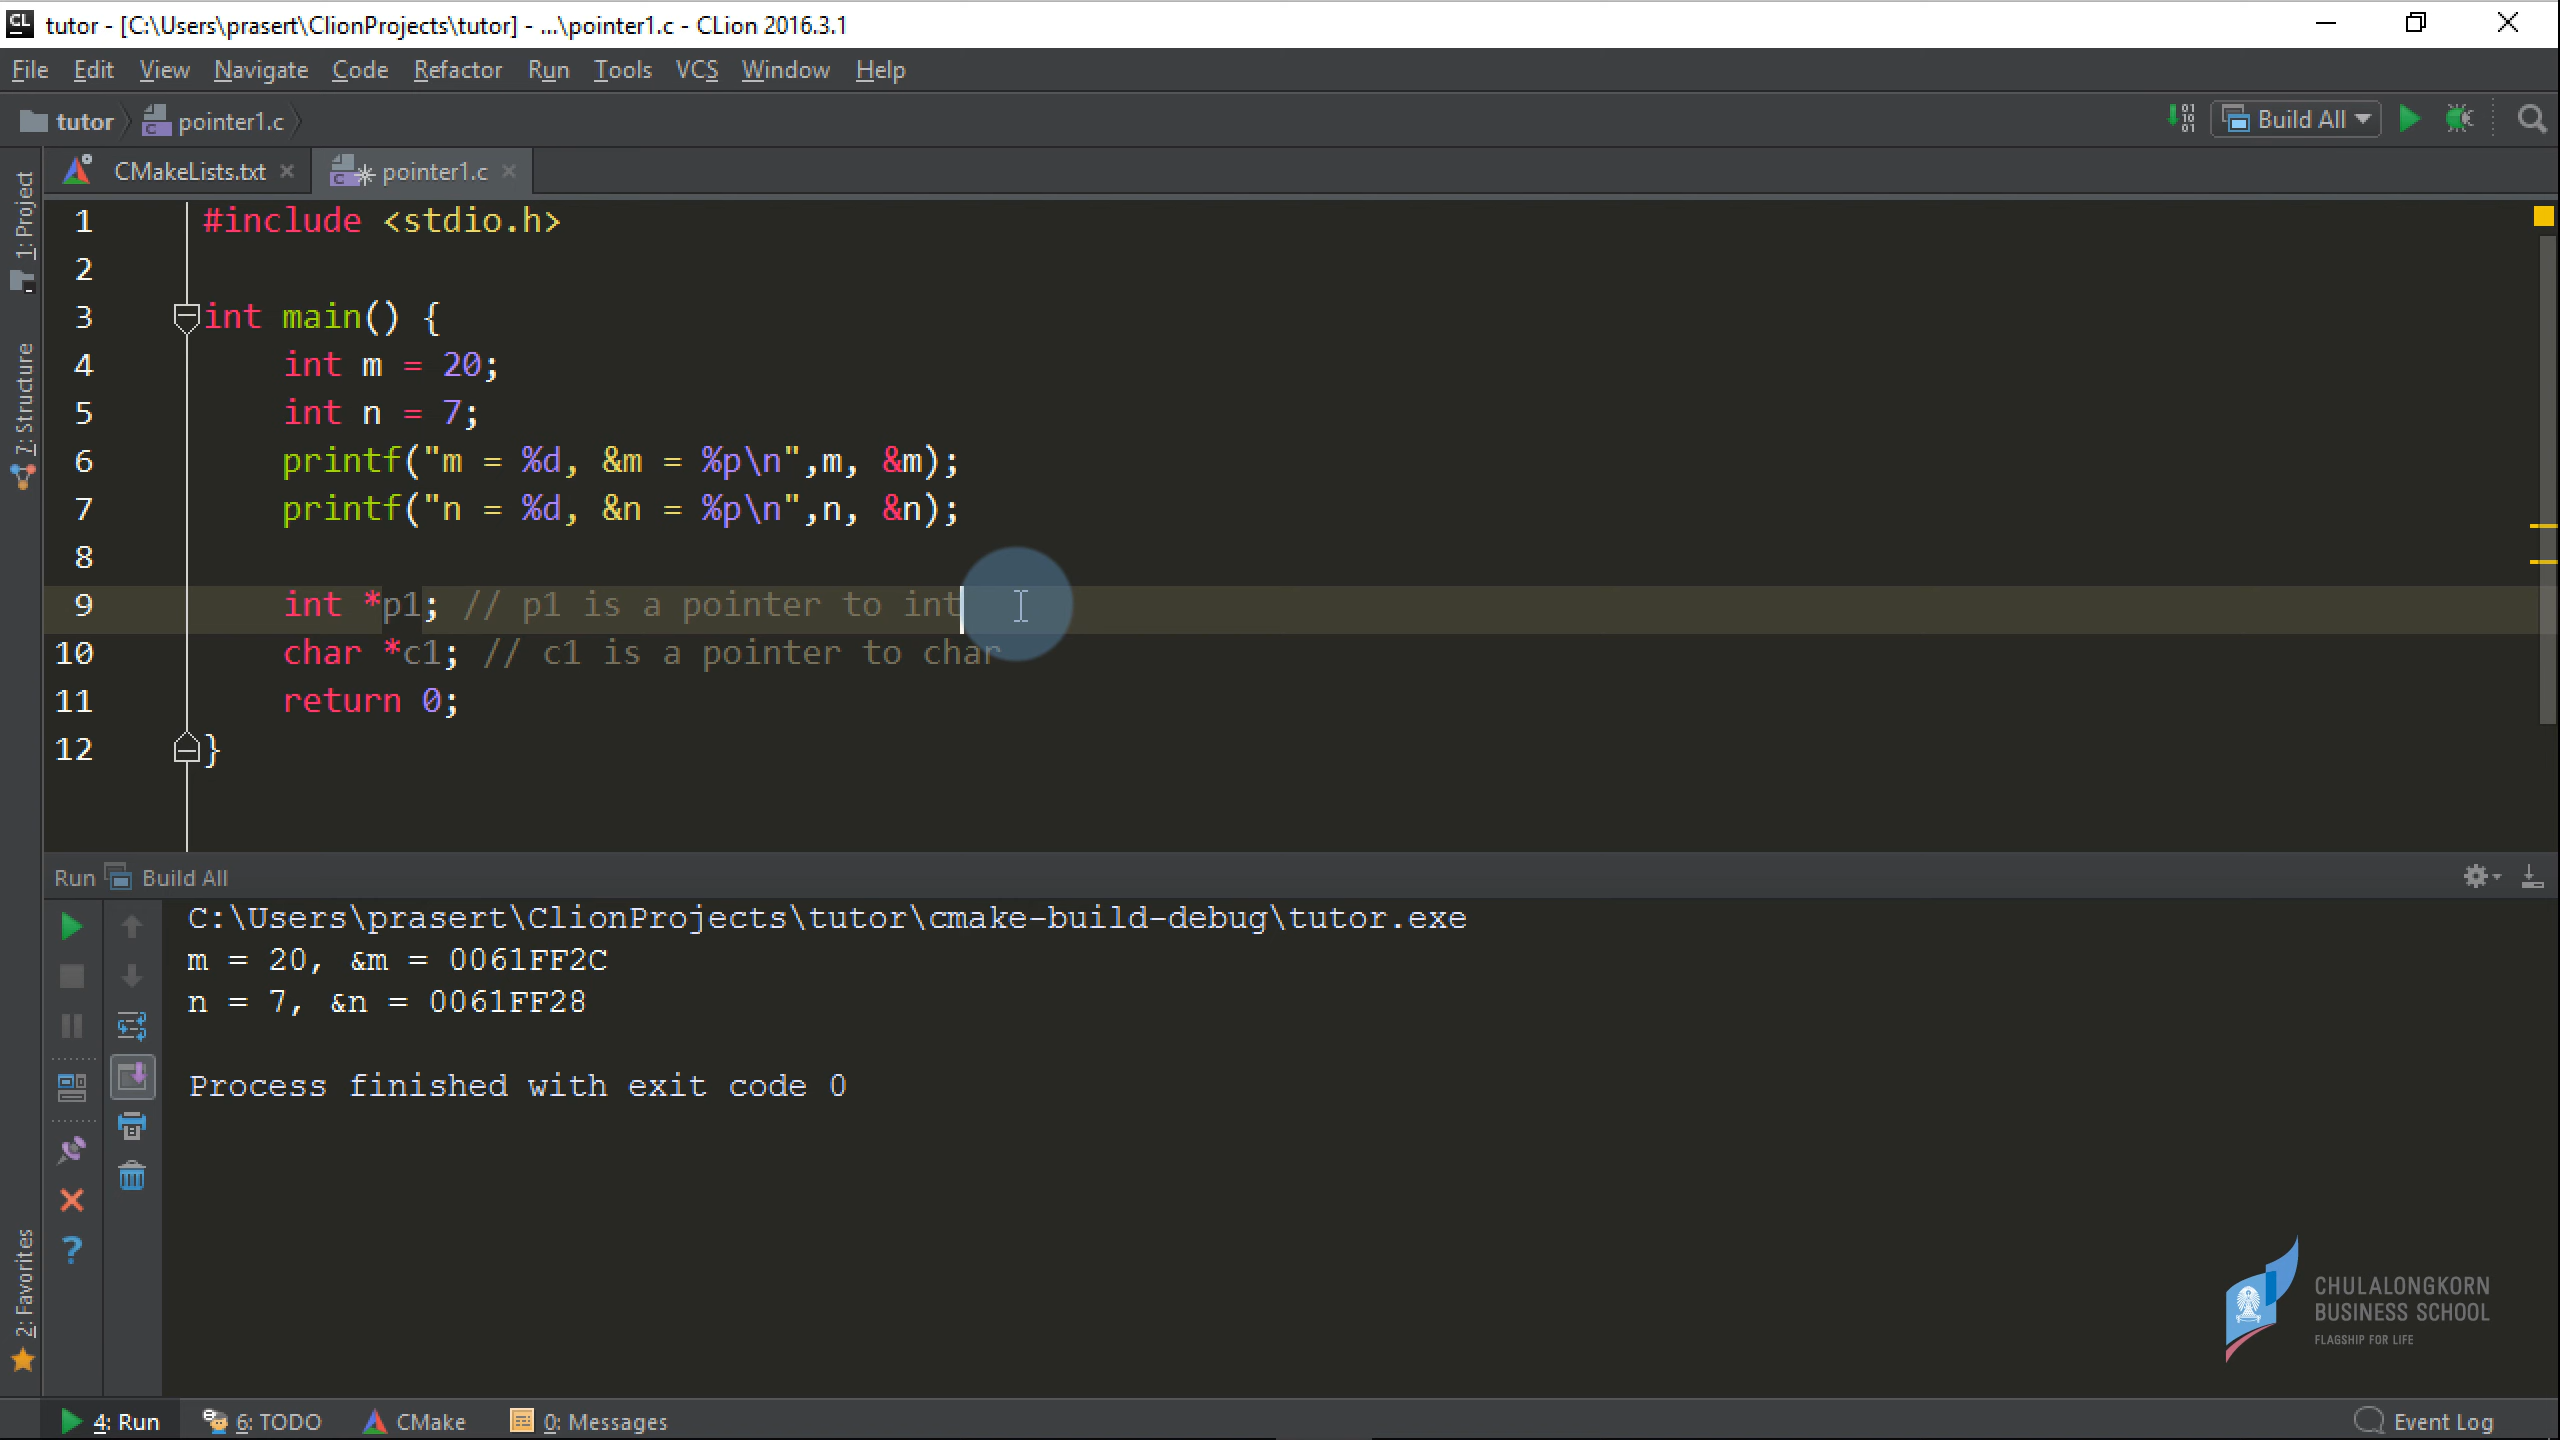 CL tutor - [C:\Users\prasert\ClionProjects\tutor] - ...\pointer1.c - CLion 2016.3.1
File Edit View Navigate Code Refactor Run Tools VCS Window Help
tutor pointer1.c Build All
CMakeLists.txt pointer1.c
1: Project
7: Structure
2: Favorites
1 #include <stdio.h>
2
3 int main() {
4 int m = 20;
5 int n = 7;
6 printf("m = %d, &m = %p\n",m, &m);
7 printf("n = %d, &n = %p\n",n, &n);
8
9 int *p1; // p1 is a pointer to int
10 char *c1; // c1 is a pointer to char
11 return 0;
12 }
Run Build All
C:\Users\prasert\ClionProjects\tutor\cmake-build-debug\tutor.exe
m = 20, &m = 0061FF2C
n = 7, &n = 0061FF28
Process finished with exit code 0
CHULALONGKORN
BUSINESS SCHOOL
FLAGSHIP FOR LIFE
4: Run 6: TODO CMake 0: Messages Event Log